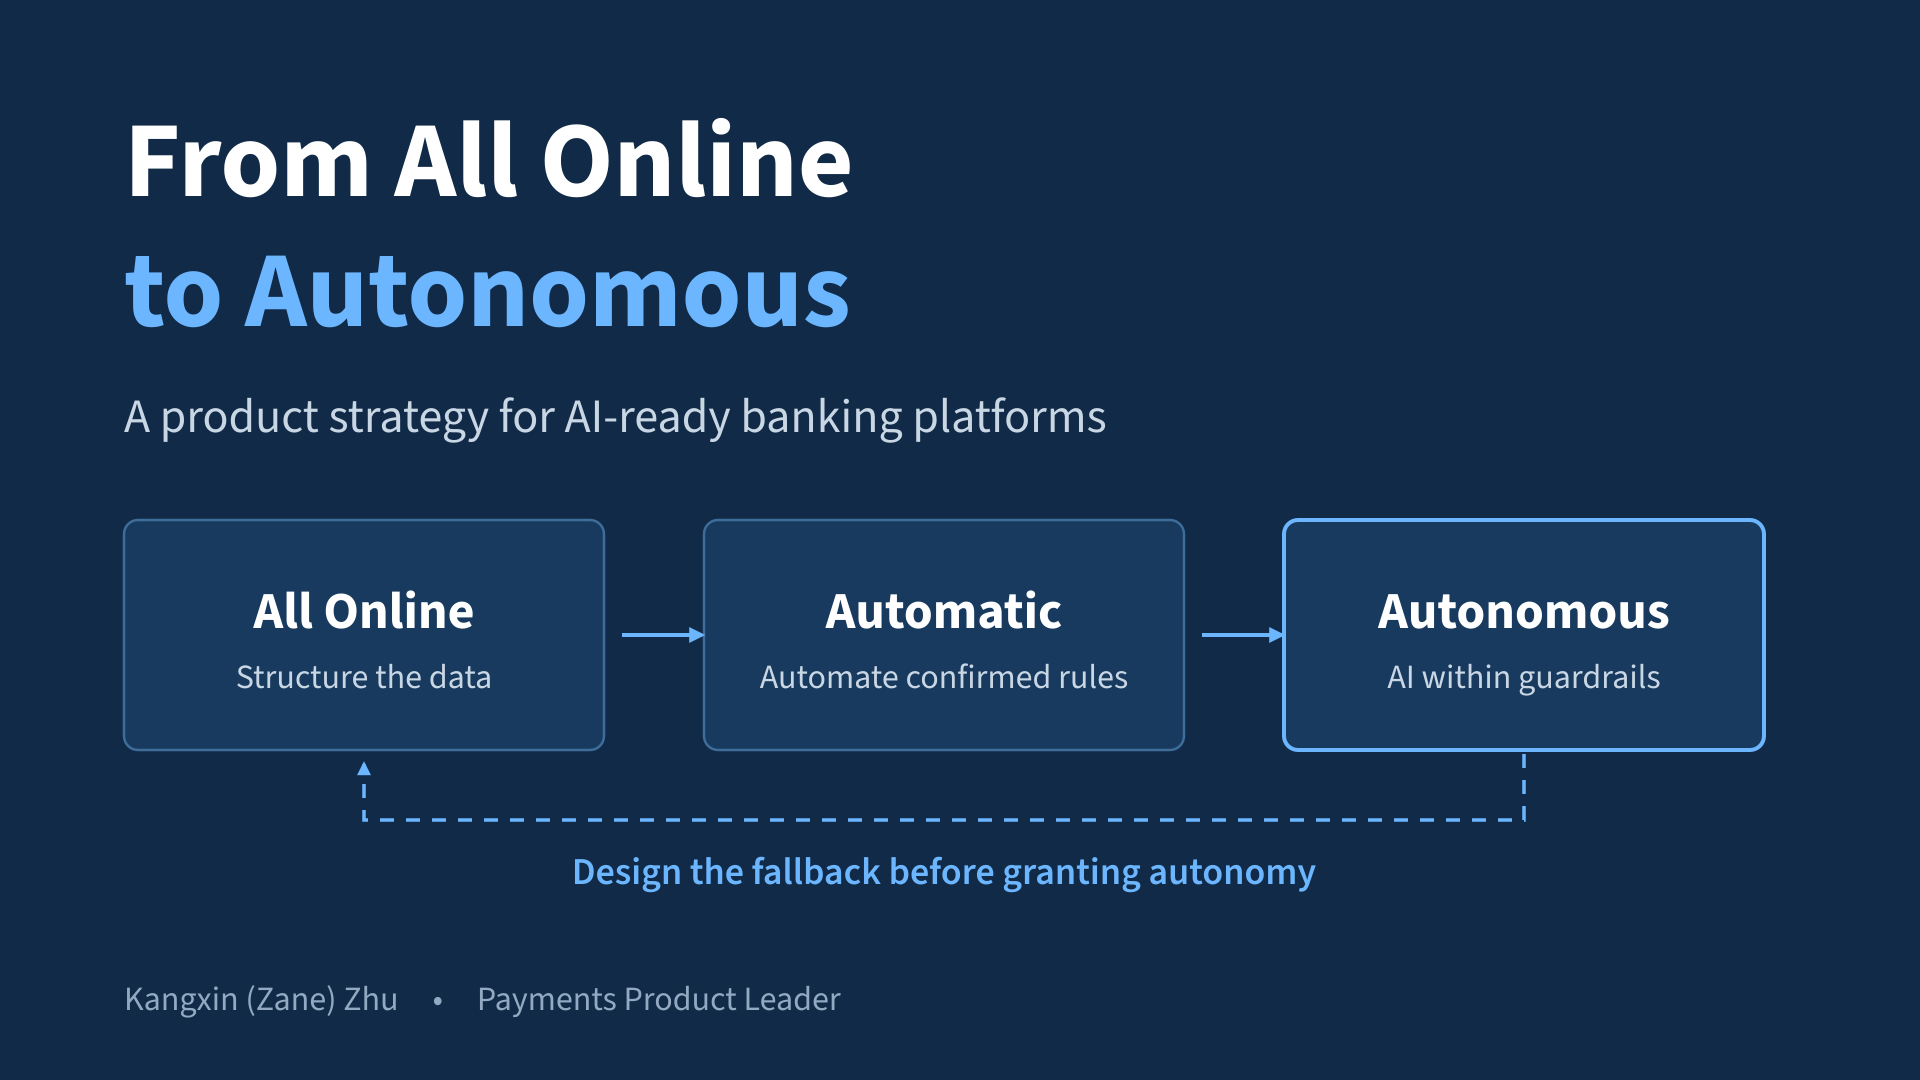 From All Online
to Autonomous
A product strategy for AI-ready banking platforms
All Online
Structure the data
Automatic
Automate confirmed rules
Autonomous
AI within guardrails
Design the fallback before granting autonomy
Kangxin (Zane) Zhu • Payments Product Leader